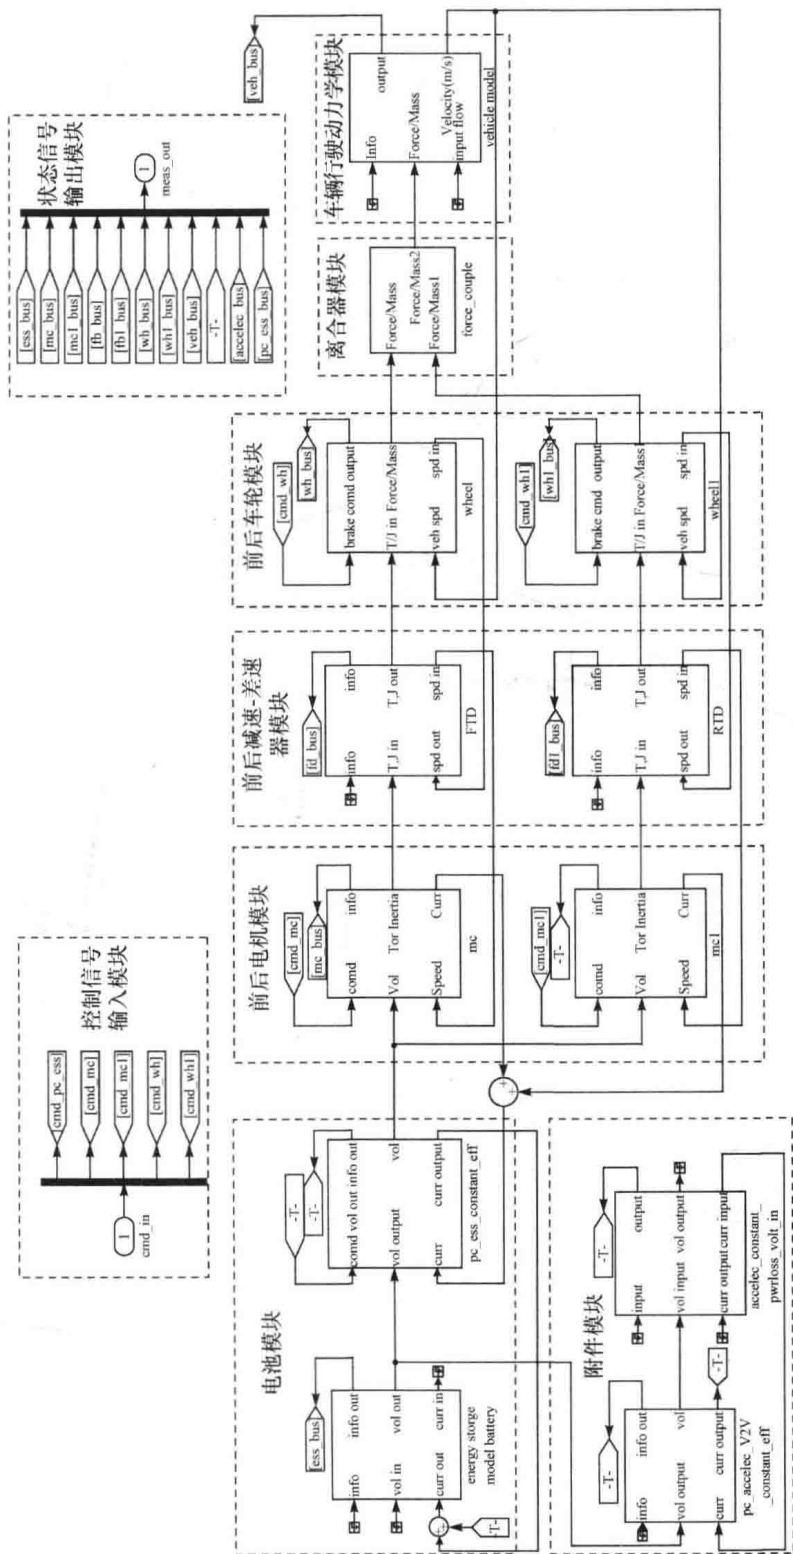 控制信号
输入模块
1
cmd_in
[cmd_pc_ess]
[cmd_mc]
[cmd_mc1]
[cmd_wh]
[cmd_wh1]
状态信号
输出模块
[ess_bus]
[mc_bus]
[mc1_bus]
[fb_bus]
[fb1_bus]
[wh_bus]
[wh1_bus]
[veh_bus]
-T-
[accelec_bus]
[pc_ess_bus]
1
meas_out
电池模块
[ess_bus]
info
info out
vol in
vol out
curr out
curr in
energy storge
model battery
-T-
-T-
-T-
comd vol out info out
vol output
vol
curr
curr output
pc_ess_constant_eff
附件模块
-T-
info
info out
vol output
vol
curr
curr output
pc_accelec_V2V
_constant_eff
-T-
-T-
input
output
vol input vol output
curr output curr input
accelec_constant_
pwrloss_volt_in
前后电机模块
[cmd_mc]
[mc_bus]
comd
info
Vol
Tor Inertia
Speed
Curr
mc
[cmd_mc1]
-T-
comd
info
Vol
Tor Inertia
Speed
Curr
mc1
前后减速-差速
器模块
[fd_bus]
info
info
T,J in
T,J out
spd out
spd in
FTD
[fd1_bus]
info
info
T,J in
T,J out
spd out
spd in
RTD
前后车轮模块
[cmd_wh]
[wh_bus]
brake comd output
T/J in Force/Mass
veh spd
spd in
wheel
[cmd_wh1]
[wh1_bus]
brake cmd
output
T/J in Force/Mass1
veh spd
spd in
wheel1
离合器模块
Force/Mass
Force/Mass2
Force/Mass1
force_couple
车辆行驶动力学模块
[veh_bus]
Info
output
Force/Mass
Velocity(m/s)
input flow
vehicle model